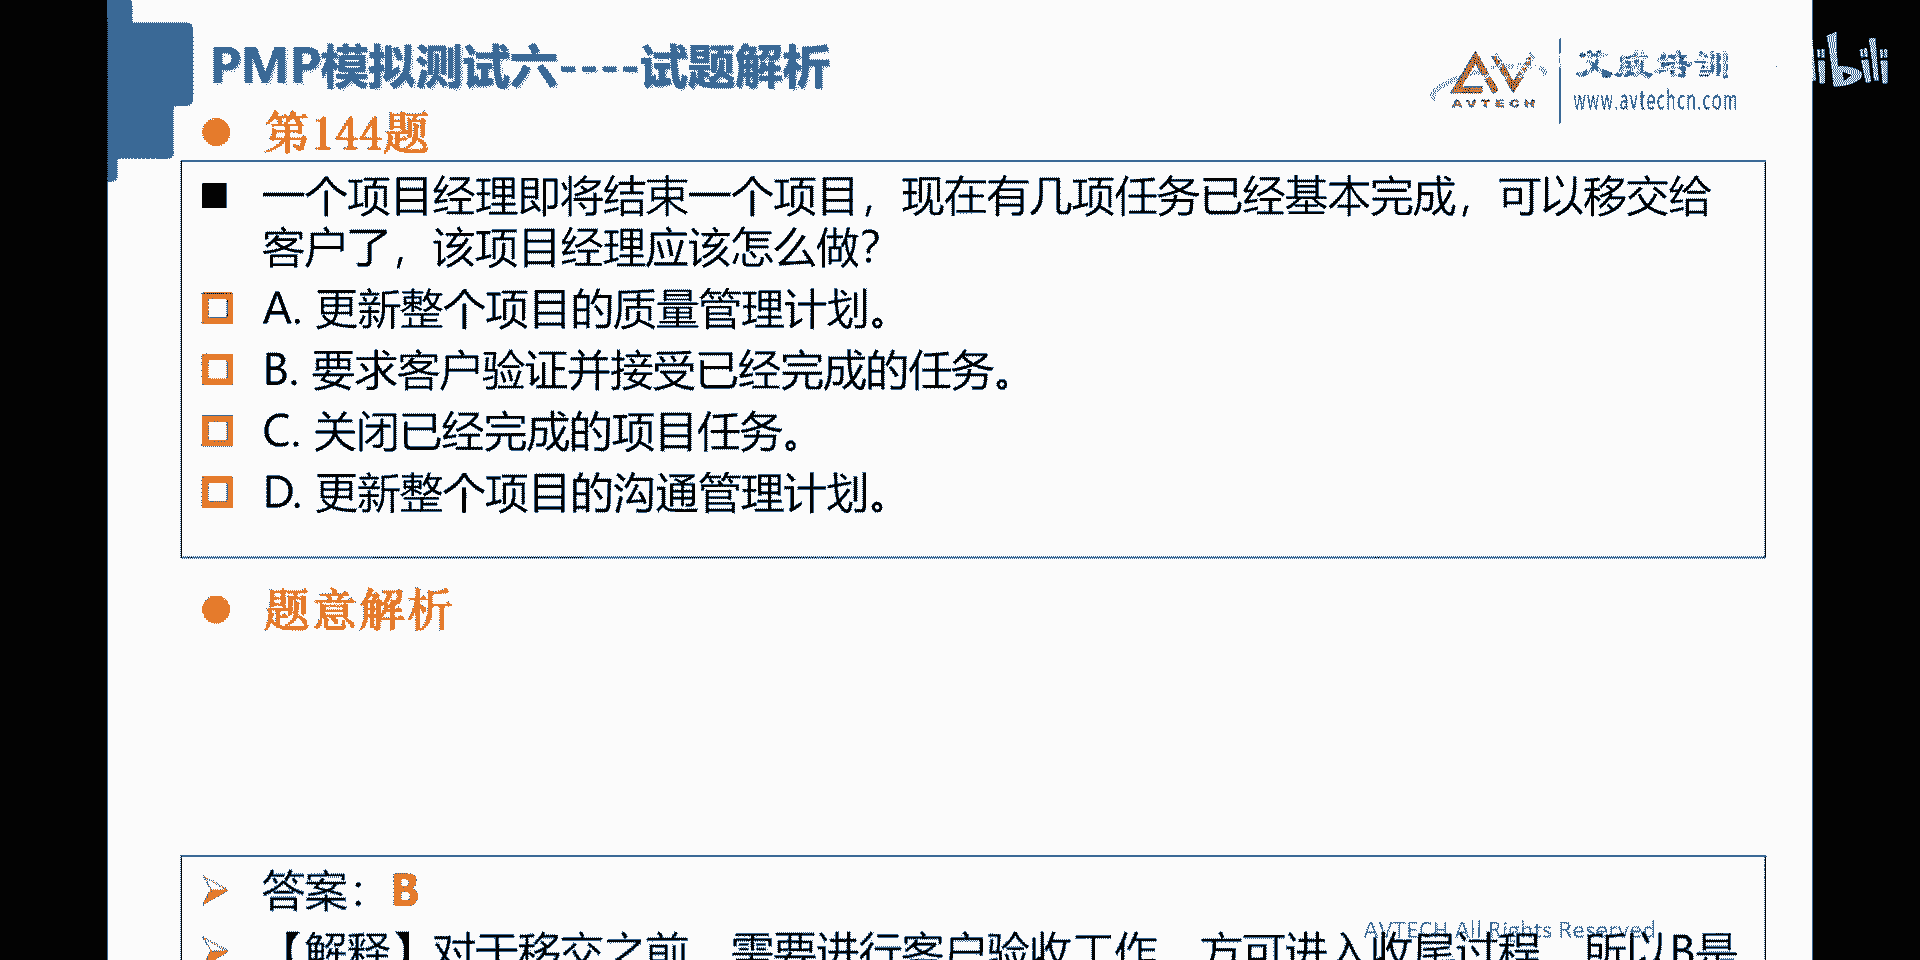 PMP模拟测试六----试题解析
AVTECH
艾威培训
www.avtechcn.com
libili
第144题
一个项目经理即将结束一个项目，现在有几项任务已经基本完成，可以移交给
客户了，该项目经理应该怎么做？
A. 更新整个项目的质量管理计划。
B. 要求客户验证并接受已经完成的任务。
C. 关闭已经完成的项目任务。
D. 更新整个项目的沟通管理计划。
题意解析
答案：B
AVTECH All Rights Reserved
【解释】对于移交之前，需要进行客户验收工作，方可进入收尾过程，所以B是